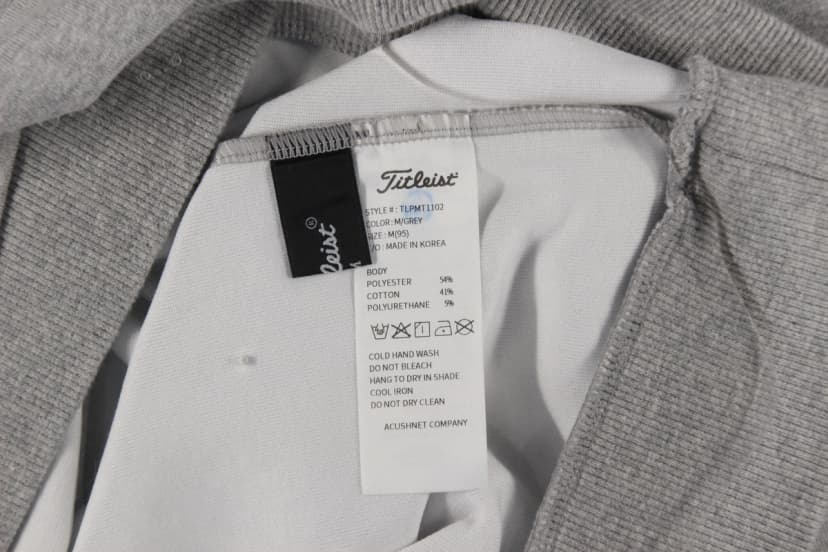 Titleist
STYLE # : TLPMT1102
COLOR : M/GREY
SIZE : M(95)
C/O : MADE IN KOREA
BODY
POLYESTER 54%
COTTON 41%
POLYURETHANE 5%
COLD HAND WASH
DO NOT BLEACH
HANG TO DRY IN SHADE
COOL IRON
DO NOT DRY CLEAN
ACUSHNET COMPANY
tleist®